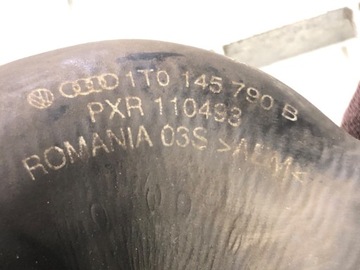 1T0 145 790 B
PXR 110493
ROMANIA 03S >AEM<